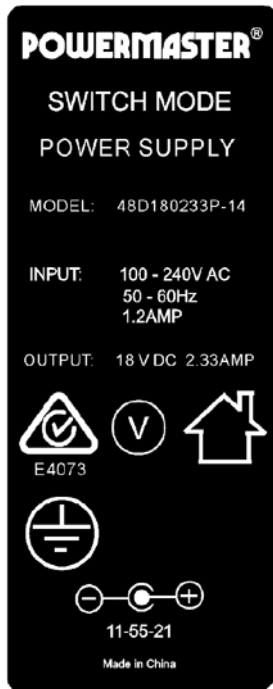 POWERMASTER®
SWITCH MODE
POWER SUPPLY
MODEL: 48D180233P-14
INPUT: 100 - 240V AC
50 - 60Hz
1.2AMP
OUTPUT: 18 V DC 2.33AMP
V
E4073
11-55-21
Made in China